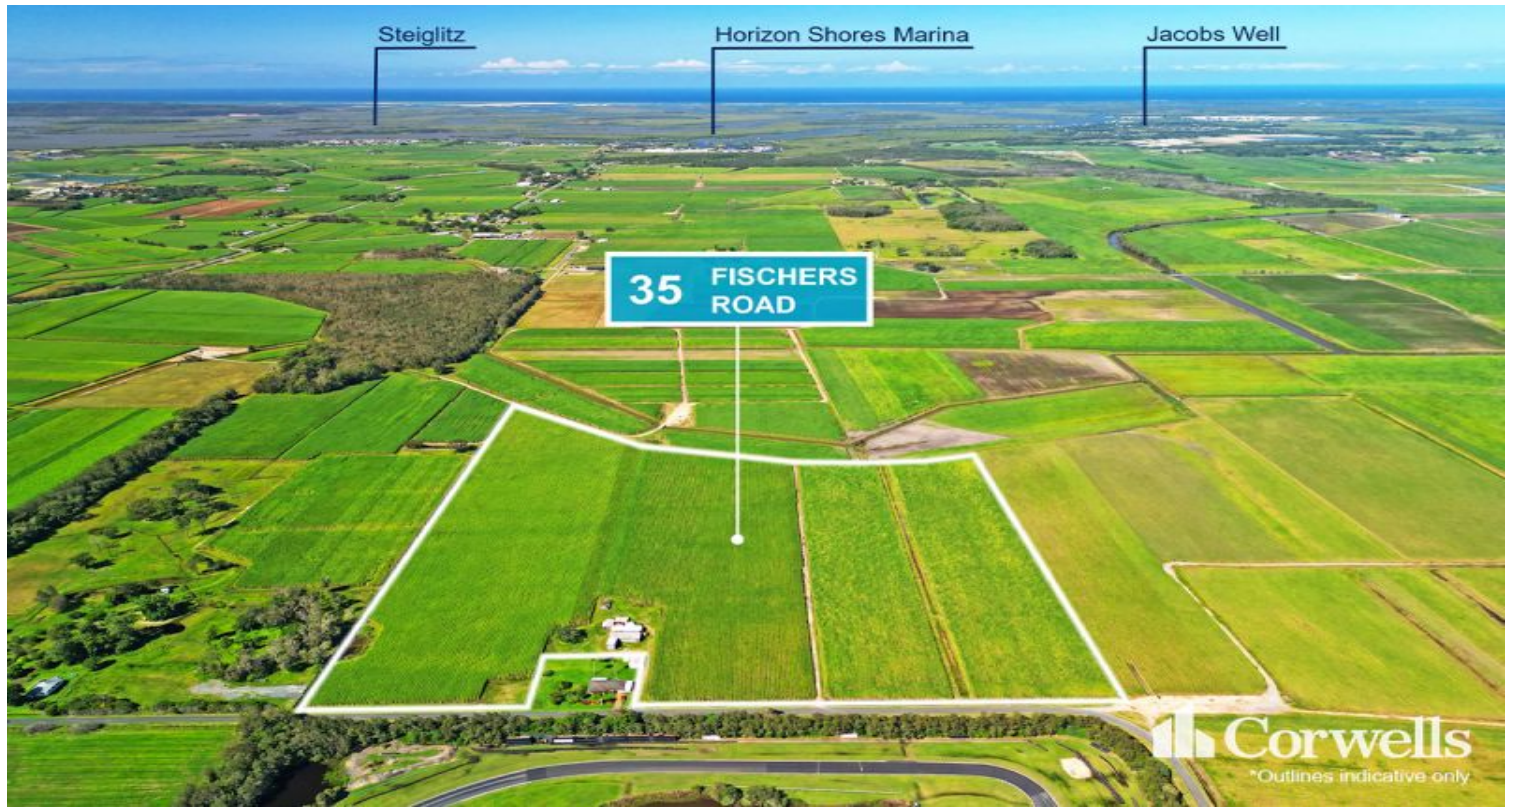 Steiglitz
Horizon Shores Marina
Jacobs Well
35 FISCHERS
ROAD
Corwells
*Outlines indicative only